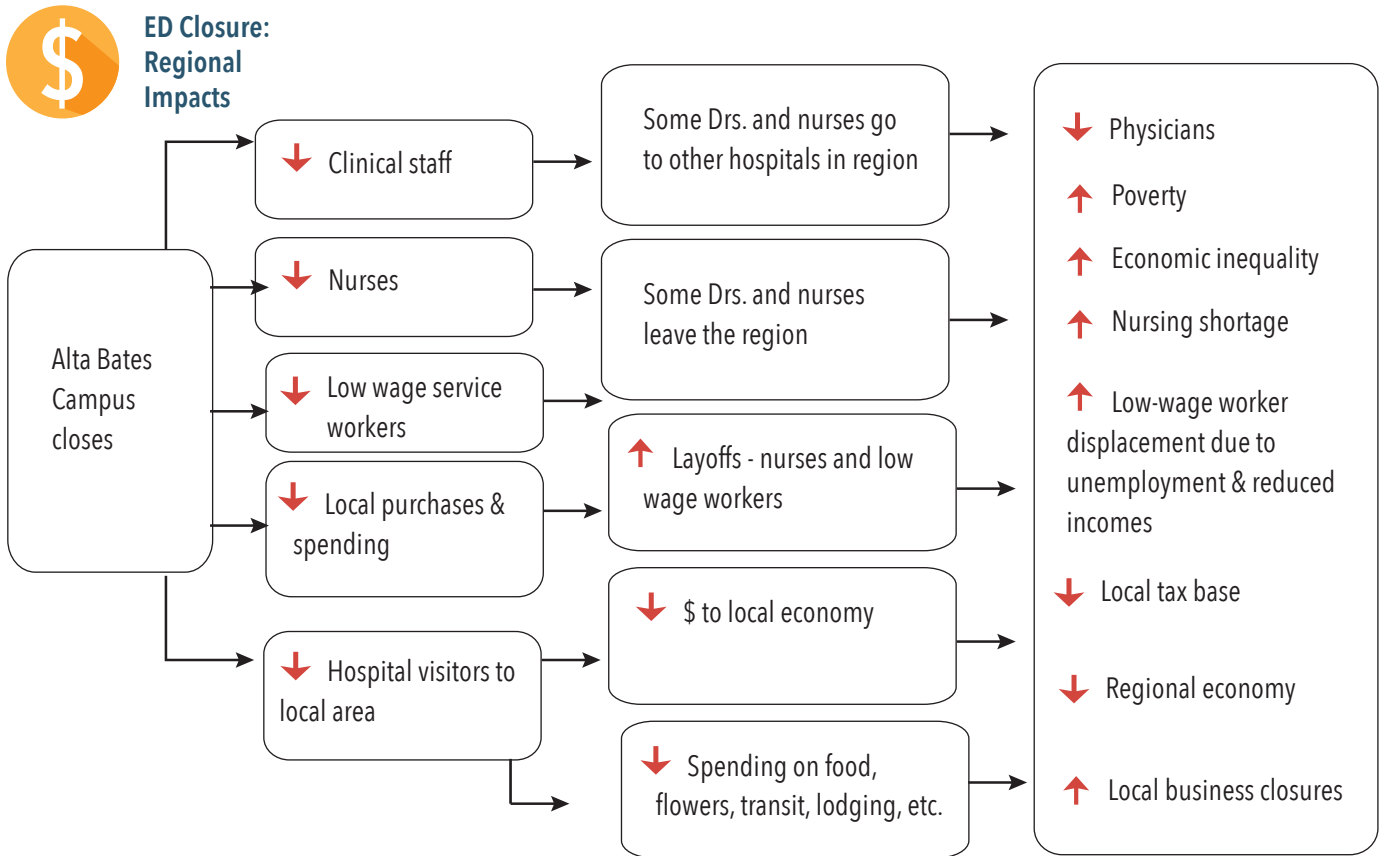 $
ED Closure:
Regional
Impacts
Alta Bates
Campus
closes
Clinical staff
Nurses
Low wage service
workers
Local purchases &
spending
Hospital visitors to
local area
Some Drs. and nurses go
to other hospitals in region
Some Drs. and nurses
leave the region
Layoffs - nurses and low
wage workers
$ to local economy
Spending on food,
flowers, transit, lodging, etc.
Physicians
Poverty
Economic inequality
Nursing shortage
Low-wage worker
displacement due to
unemployment & reduced
incomes
Local tax base
Regional economy
Local business closures